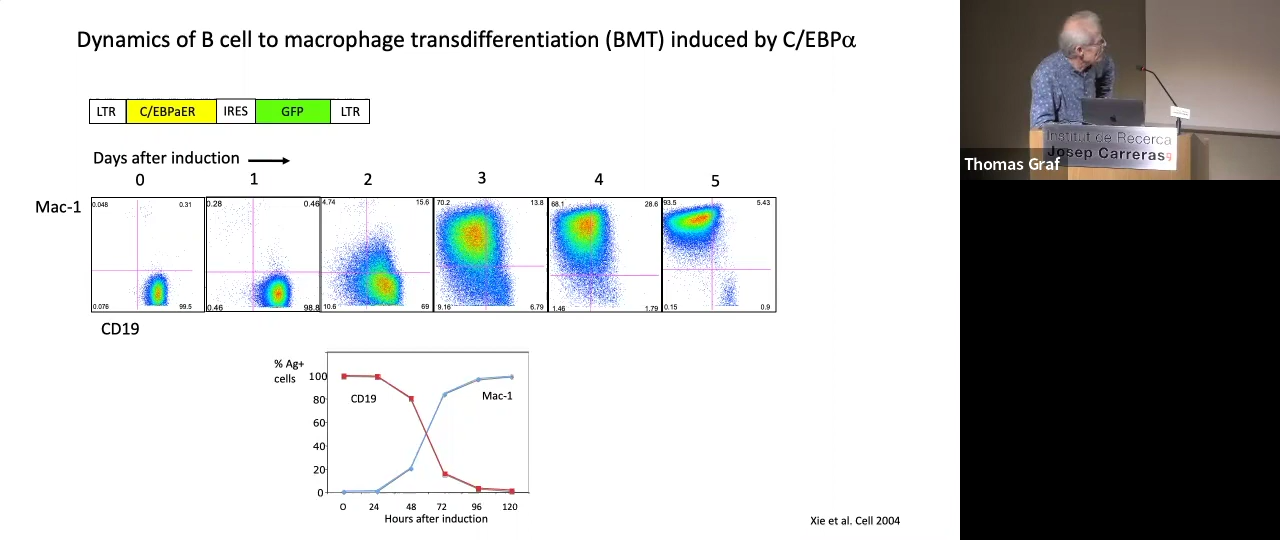 Dynamics of B cell to macrophage transdifferentiation (BMT) induced by C/EBPα
LTR C/EBPaER IRES GFP LTR
Days after induction
0 1 2 3 4 5
Mac-1
0.048 0.31 0.28 0.46 4.74 15.6 70.2 13.8 68.1 28.6 93.5 5.43
0.076 99.5 0.46 98.8 10.6 69 9.16 6.79 1.46 1.79 0.15 0.9
CD19
% Ag+
cells
100
80
60
40
20
0
CD19
Mac-1
0 24 48 72 96 120
Hours after induction
Xie et al. Cell 2004
Institut de Recerca
Josep Carreras
Thomas Graf